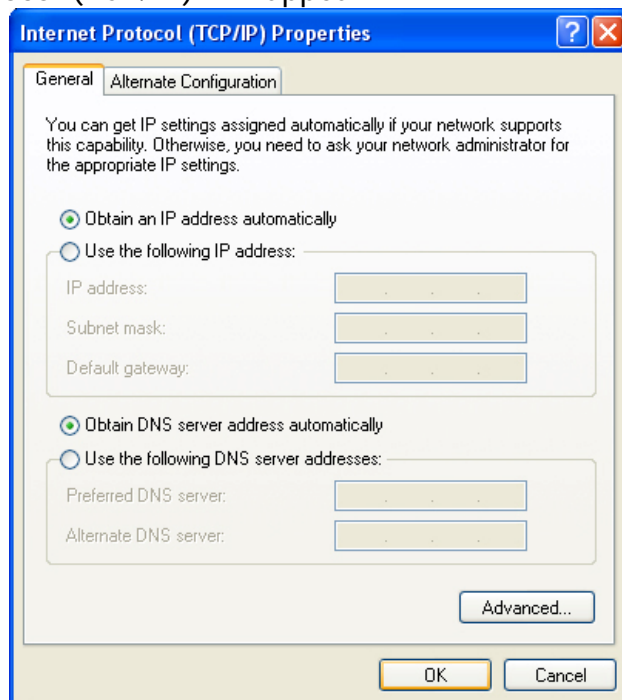 Internet Protocol (TCP/IP) Properties
General Alternate Configuration
You can get IP settings assigned automatically if your network supports
this capability. Otherwise, you need to ask your network administrator for
the appropriate IP settings.
Obtain an IP address automatically
Use the following IP address:
IP address:
Subnet mask:
Default gateway:
Obtain DNS server address automatically
Use the following DNS server addresses:
Preferred DNS server:
Alternate DNS server:
Advanced...
OK Cancel